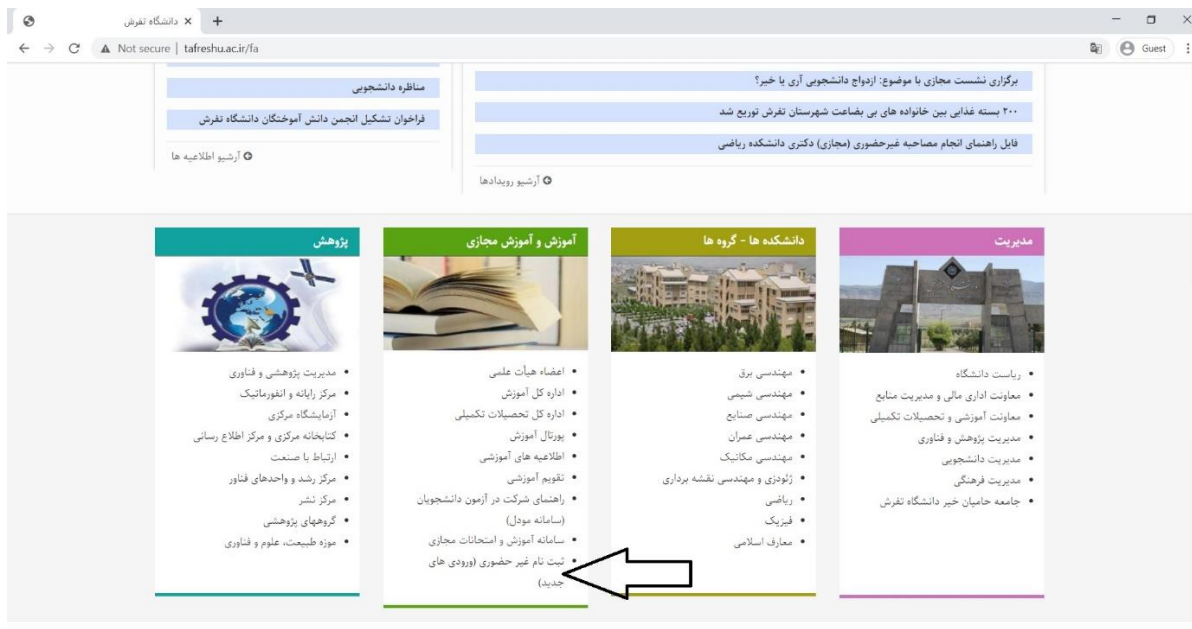 دانشگاه تفرش
Not secure | tafreshu.ac.ir/fa
Guest
برگزاری نشست مجازی با موضوع: ازدواج دانشجویی آری یا خیر؟
۲۰۰ بسته غذایی بین خانواده های بی بضاعت شهرستان تفرش توزیع شد
فایل راهنمای انجام مصاحبه غیرحضوری (مجازی) دکتری دانشکده ریاضی
آرشیو رویدادها
مناظره دانشجویی
فراخوان تشکیل انجمن دانش آموختگان دانشگاه تفرش
آرشیو اطلاعیه ها
مدیریت
ریاست دانشگاه
معاونت اداری مالی و مدیریت منابع
معاونت آموزشی و تحصیلات تکمیلی
مدیریت پژوهش و فناوری
مدیریت دانشجویی
مدیریت فرهنگی
جامعه حامیان خیر دانشگاه تفرش
دانشکده ها - گروه ها
مهندسی برق
مهندسی شیمی
مهندسی صنایع
مهندسی عمران
مهندسی مکانیک
ژئودزی و مهندسی نقشه برداری
ریاضی
فیزیک
معارف اسلامی
آموزش و آموزش مجازی
اعضاء هیأت علمی
اداره کل آموزش
اداره کل تحصیلات تکمیلی
پورتال آموزش
اطلاعیه های آموزشی
تقویم آموزشی
راهنمای شرکت در آزمون دانشجویان
(سامانه مودل)
سامانه آموزش و امتحانات مجازی
ثبت نام غیر حضوری (ورودی های
جدید)
پژوهش
مدیریت پژوهشی و فناوری
مرکز رایانه و انفورماتیک
آزمایشگاه مرکزی
کتابخانه مرکزی و مرکز اطلاع رسانی
ارتباط با صنعت
مرکز رشد و واحدهای فناور
مرکز نشر
گروههای پژوهشی
موزه طبیعت، علوم و فناوری